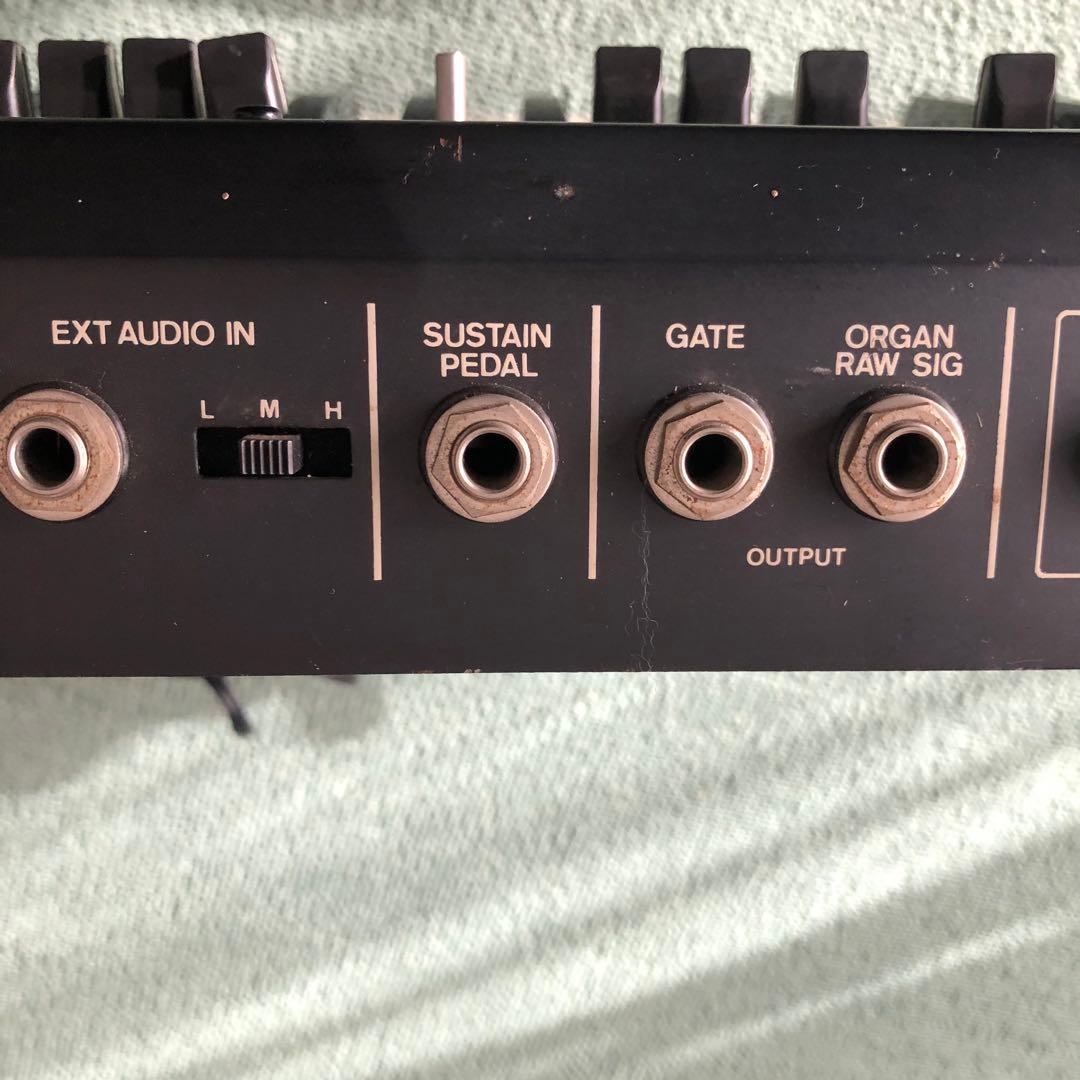 EXT AUDIO IN
L M H
SUSTAIN
PEDAL
GATE
ORGAN
RAW SIG
OUTPUT